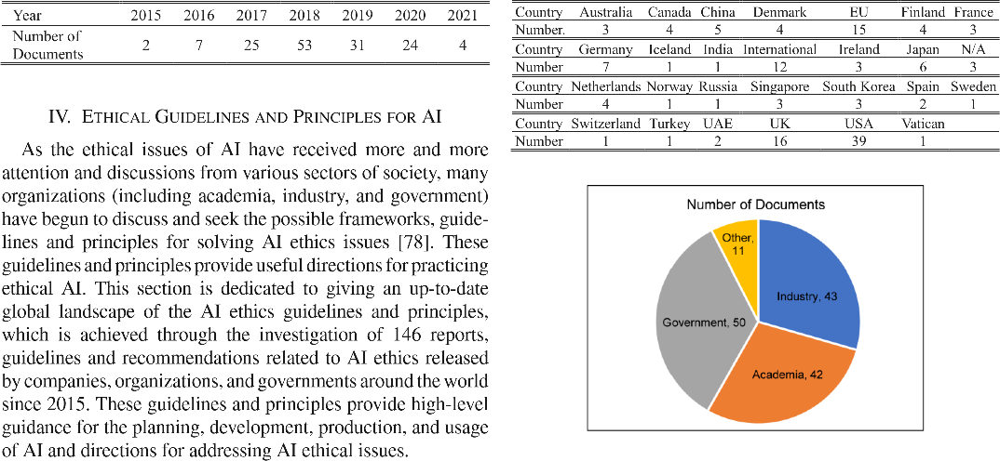 Year 2015 2016 2017 2018 2019 2020 2021
Number of
Documents 2 7 25 53 31 24 4
IV. ETHICAL GUIDELINES AND PRINCIPLES FOR AI
As the ethical issues of AI have received more and more
attention and discussions from various sectors of society, many
organizations (including academia, industry, and government)
have begun to discuss and seek the possible frameworks, guide-
lines and principles for solving AI ethics issues [78]. These
guidelines and principles provide useful directions for practicing
ethical AI. This section is dedicated to giving an up-to-date
global landscape of the AI ethics guidelines and principles,
which is achieved through the investigation of 146 reports,
guidelines and recommendations related to AI ethics released
by companies, organizations, and governments around the world
since 2015. These guidelines and principles provide high-level
guidance for the planning, development, production, and usage
of AI and directions for addressing AI ethical issues.
Country Australia Canada China Denmark EU Finland France
Number. 3 4 5 4 15 4 3
Country Germany Iceland India International Ireland Japan N/A
Number 7 1 1 12 3 6 3
Country Netherlands Norway Russia Singapore South Korea Spain Sweden
Number 4 1 1 3 3 2 1
Country Switzerland Turkey UAE UK USA Vatican
Number 1 1 2 16 39 1
Number of Documents
Other,
11
Industry, 43
Government, 50
Academia, 42